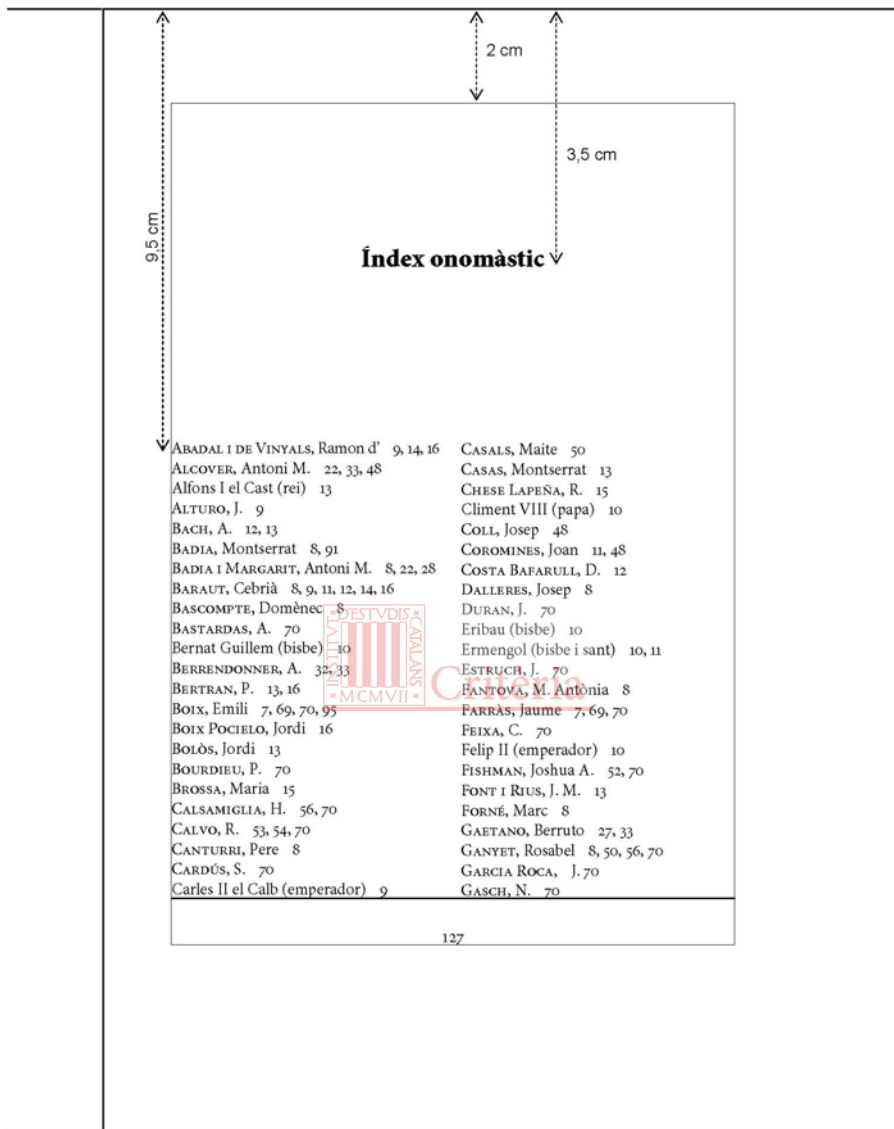 2 cm
3,5 cm
9,5 cm
Índex onomàstic
ABADAL I DE VINYALS, Ramon d' 9, 14, 16
ALCOVER, Antoni M. 22, 33, 48
Alfons I el Cast (rei) 13
ALTURO, J. 9
BACH, A. 12, 13
BADIA, Montserrat 8, 91
BADIA I MARGARIT, Antoni M. 8, 22, 28
BARAUT, Cebrià 8, 9, 11, 12, 14, 16
BASCOMPTE, Domènec 8
BASTARDAS, A. 70
Bernat Guillem (bisbe) 10
BERRENDONNER, A. 32, 33
BERTRAN, P. 13, 16
BOIX, Emili 7, 69, 70, 95
BOIX POCIELO, Jordi 16
BOLÒS, Jordi 13
BOURDIEU, P. 70
BROSSA, Maria 15
CALSAMIGLIA, H. 56, 70
CALVO, R. 53, 54, 70
CANTURRI, Pere 8
CARDÚS, S. 70
Carles II el Calb (emperador) 9
CASALS, Maite 50
CASAS, Montserrat 13
CHESE LAPEÑA, R. 15
Climent VIII (papa) 10
COLL, Josep 48
COROMINES, Joan 11, 48
COSTA BAFARULL, D. 12
DALLERES, Josep 8
DURAN, J. 70
Eribau (bisbe) 10
Ermengol (bisbe i sant) 10, 11
ESTRUCH, J. 70
FANTOVA, M. Antònia 8
FARRÀS, Jaume 7, 69, 70
FEIXA, C. 70
Felip II (emperador) 10
FISHMAN, Joshua A. 52, 70
FONT I RIUS, J. M. 13
FORNÉ, Marc 8
GAETANO, Berruto 27, 33
GANYET, Rosabel 8, 50, 56, 70
GARCIA ROCA, J. 70
GASCH, N. 70
INSTITVT D'ESTVDIS CATALANS
MCMVII
Critèria
127